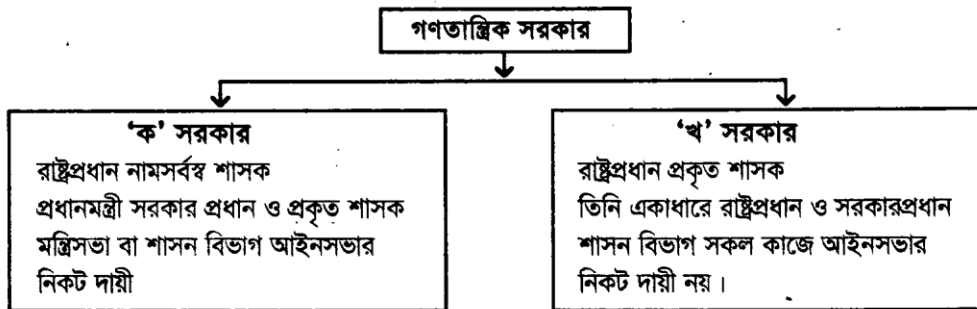 গণতান্ত্রিক সরকার
‘ক’ সরকার
রাষ্ট্রপ্রধান নামসর্বস্ব শাসক
প্রধানমন্ত্রী সরকার প্রধান ও প্রকৃত শাসক
মন্ত্রিসভা বা শাসন বিভাগ আইনসভার
নিকট দায়ী
‘খ’ সরকার
রাষ্ট্রপ্রধান প্রকৃত শাসক
তিনি একাধারে রাষ্ট্রপ্রধান ও সরকারপ্রধান
শাসন বিভাগ সকল কাজে আইনসভার
নিকট দায়ী নয়।